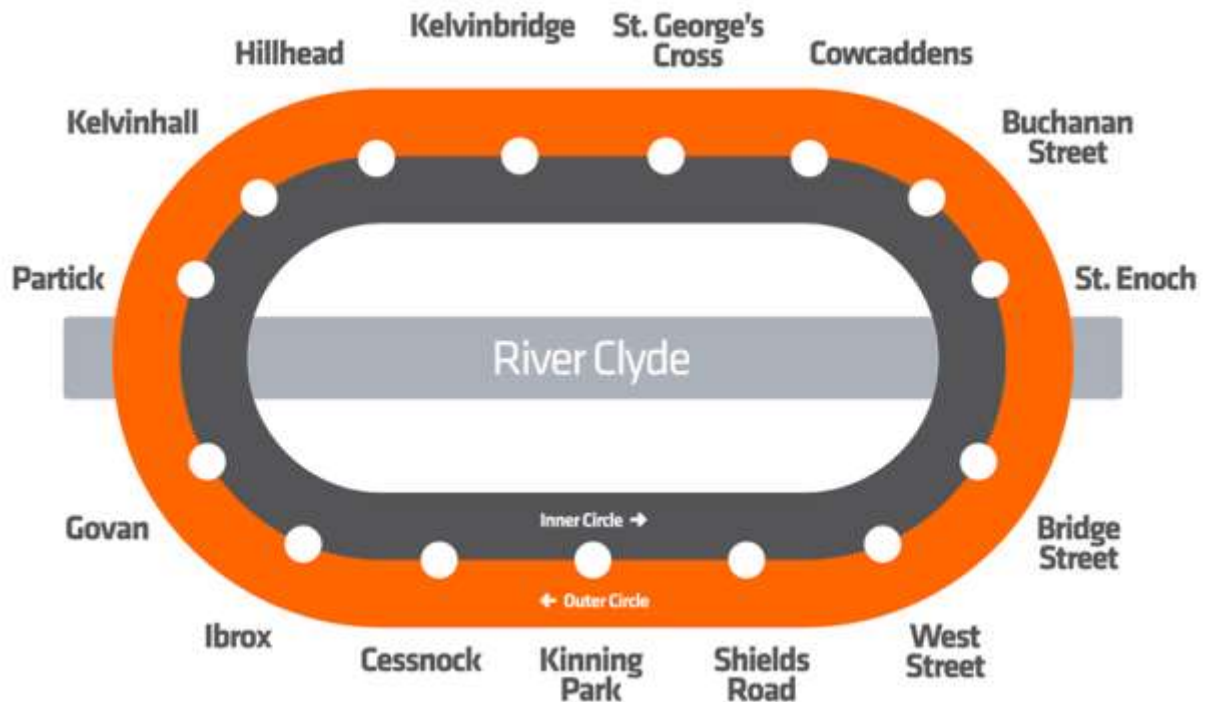 Kelvinbridge
St. George's
Cross
Hillhead
Cowcaddens
Kelvinhall
Buchanan
Street
Partick
St. Enoch
River Clyde
Inner Circle →
Govan
Bridge
Street
← Outer Circle
Ibrox
Cessnock
Kinning
Park
Shields
Road
West
Street